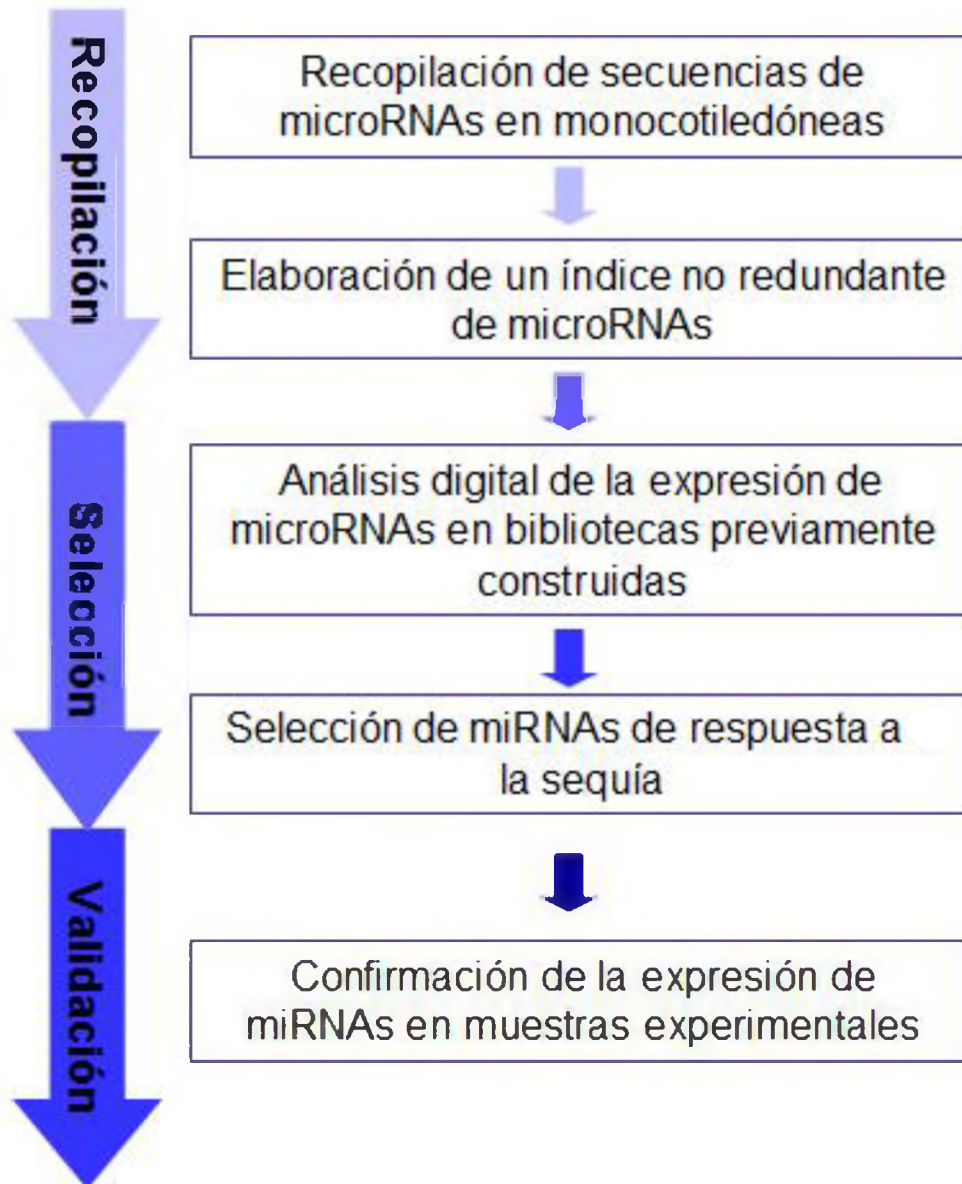 Recopilación
Recopilación de secuencias de
microRNAs en monocotiledóneas
Elaboración de un índice no redundante
de microRNAs
Selección
Análisis digital de la expresión de
microRNAs en bibliotecas previamente
construidas
Selección de miRNAs de respuesta a
la sequía
Validación
Confirmación de la expresión de
miRNAs en muestras experimentales